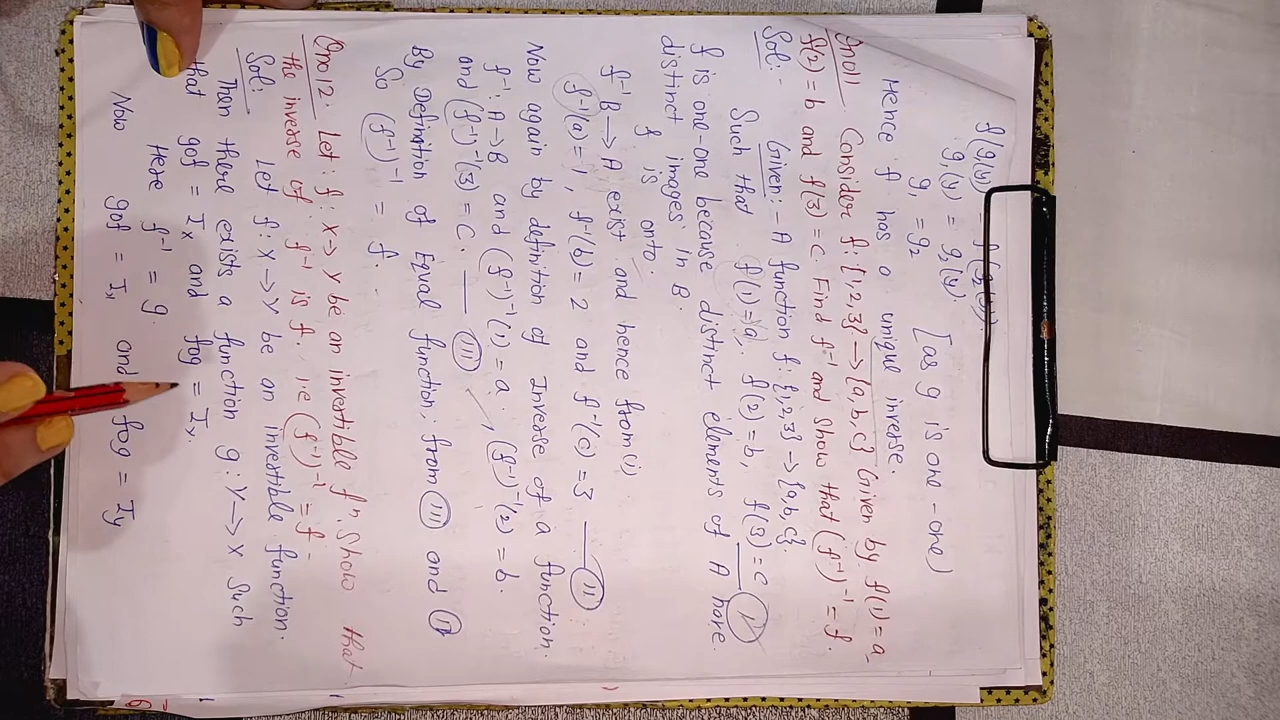 f(g₁(y)) = f(g₂(y)).
g₁(y) = g₂(y).
g₁ = g₂ [as g is one-one)
Hence f has a unique inverse.
Qno11 Consider f: {1,2,3} → {a,b,c} Given by f(1) = a
f(2) = b and f(3) = c. Find f⁻¹ and show that (f⁻¹)⁻¹ = f.
Sol:- Given:- A function f: {1,2,3} → {a,b,c}.
Such that f(1)=a, f(2)=b, f(3)=c — (i)
f is one-one because distinct elements of A have
distinct images in B.
f is onto.
f⁻¹ B → A exist and hence from (i)
f⁻¹(a) = 1, f⁻¹(b) = 2 and f⁻¹(c) = 3 — (ii)
Now again by definition of Inverse of a function
f⁻¹: A → B and (f⁻¹)⁻¹(1) = a, (f⁻¹)⁻¹(2) = b.
and (f⁻¹)⁻¹(3) = c. — (iii)
By Definition of Equal function. from (iii) and (i)
So (f⁻¹)⁻¹ = f.
Qno12: Let f: X → Y be an invertible fⁿ. Show that
the inverse of f⁻¹ is f. i.e (f⁻¹)⁻¹ = f -
Sol: Let f: X → Y be an invertible function.
Then there exists a function g: Y → X Such
that gof = Iₓ and fog = Iᵧ.
Here f⁻¹ = g.
Now gof = Iₓ and fog = Iy